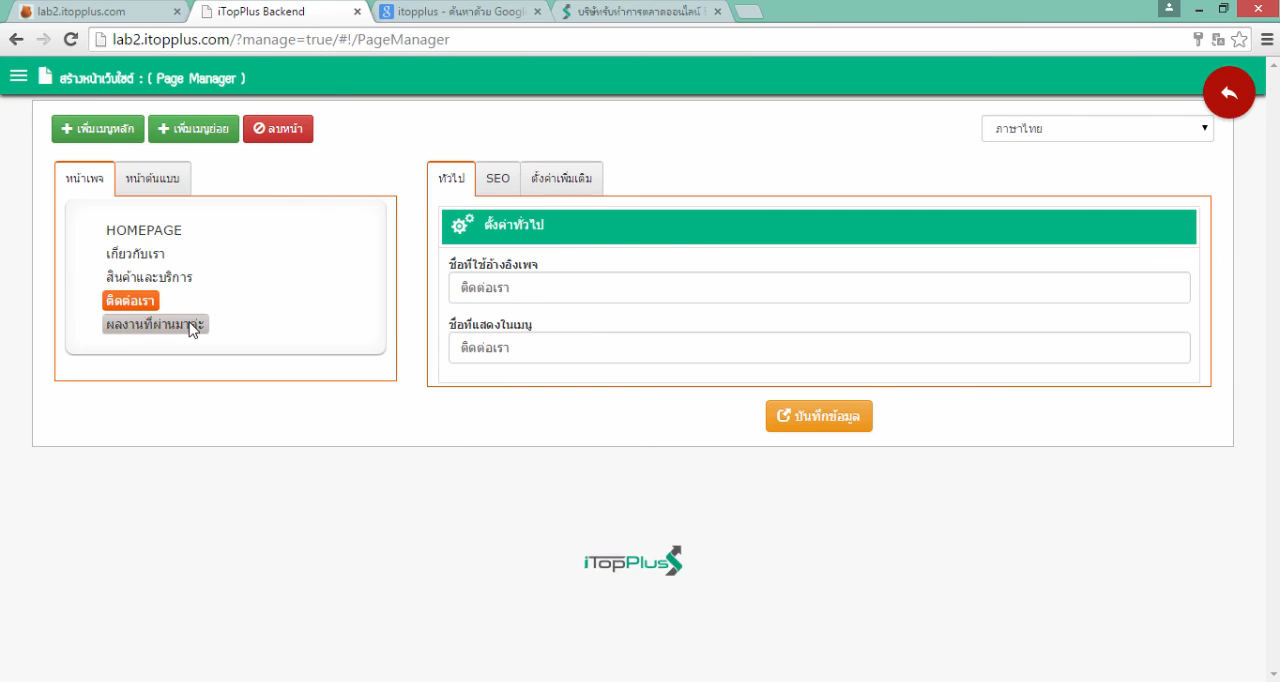 lab2.itopplus.com
iTopPlus Backend
itopplus - ค้นหาด้วย Googl
บริษัทรับทำการตลาดออนไลน์
lab2.itopplus.com/?manage=true/#!/PageManager
สร้างหน้าเว็บไซต์ : ( Page Manager )
เพิ่มเมนูหลัก
เพิ่มเมนูย่อย
ลบหน้า
ภาษาไทย
หน้าเพจ
หน้าต้นแบบ
ทั่วไป
SEO
ตั้งค่าเพิ่มเติม
HOMEPAGE
เกี่ยวกับเรา
สินค้าและบริการ
ติดต่อเรา
ผลงานที่ผ่านมาค่ะ
ตั้งค่าทั่วไป
ชื่อที่ใช้อ้างอิงเพจ
ติดต่อเรา
ชื่อที่แสดงในเมนู
ติดต่อเรา
บันทึกข้อมูล
iTopPlus